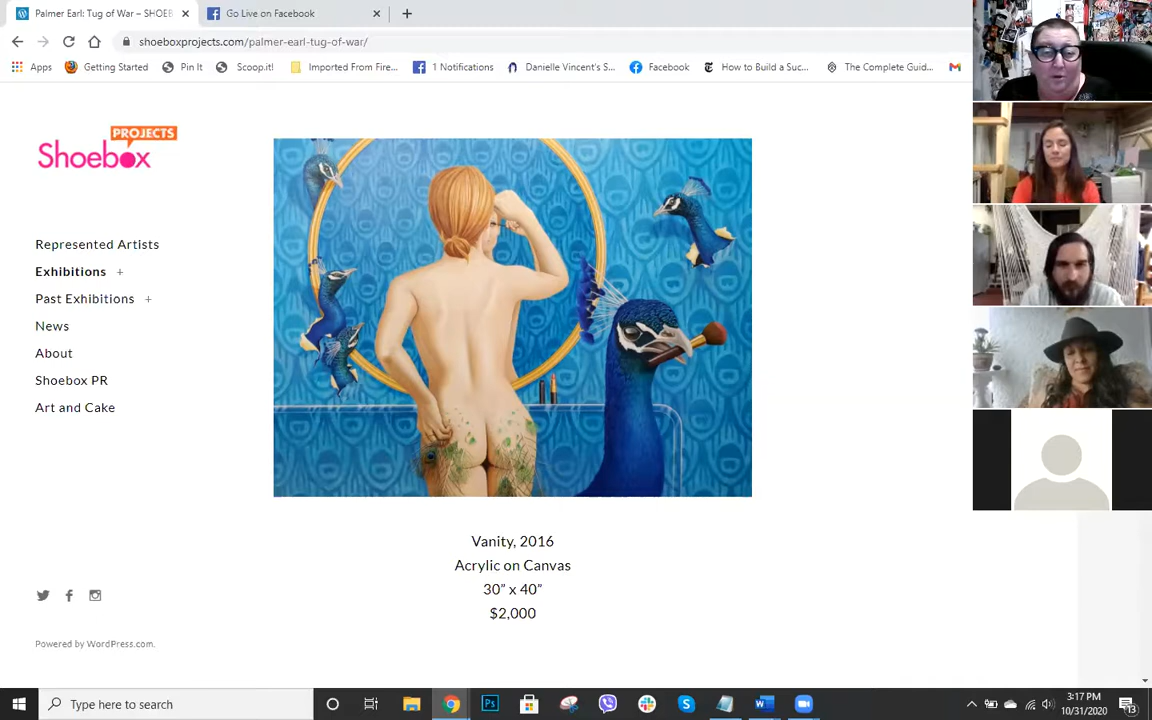 Palmer Earl: Tug of War – SHOEB
Go Live on Facebook
shoeboxprojects.com/palmer-earl-tug-of-war/
Apps
Getting Started
Pin It
Scoop.it!
Imported From Fire...
1 Notifications
Danielle Vincent's S...
Facebook
How to Build a Suc...
The Complete Guid...
PROJECTS
Shoebox
Represented Artists
Exhibitions +
Past Exhibitions +
News
About
Shoebox PR
Art and Cake
Vanity, 2016
Acrylic on Canvas
30” x 40”
$2,000
Powered by WordPress.com.
Type here to search
3:17 PM
10/31/2020
13